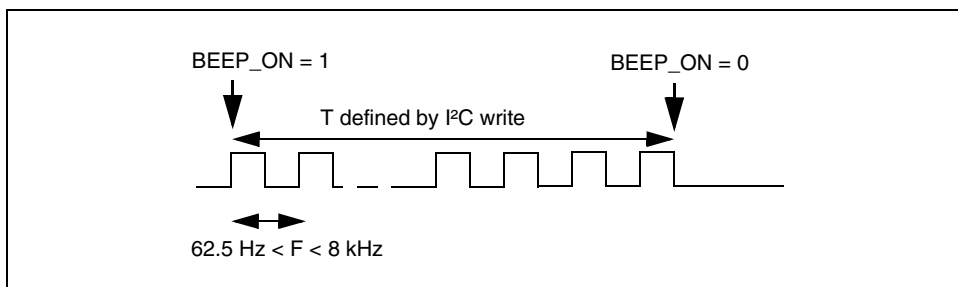 BEEP_ON = 1
BEEP_ON = 0
T defined by I²C write
62.5 Hz < F < 8 kHz